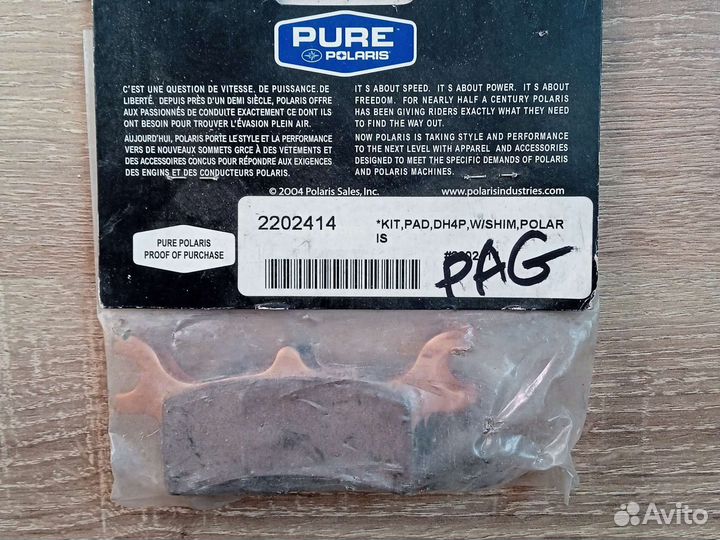 PURE
POLARIS
C'EST UNE QUESTION DE VITESSE, DE PUISSANCE, DE
LIBERTÉ. DEPUIS PRÈS D'UN DEMI SIÈCLE, POLARIS OFFRE
AUX PASSIONNÉS DE CONDUITE EXACTEMENT CE DONT ILS
ONT BESOIN POUR TROUVER L'ÉVASION PLEIN AIR.
AUJOURD'HUI, POLARIS PORTE LE STYLE ET LA PERFORMANCE
VERS DE NOUVEAUX SOMMETS GRCE À DES VETEMENTS ET
DES ACCESSOIRES CONCUS POUR RÉPONDRE AUX EXIGENCES
DES ENGINS ET DES CONDUCTEURS POLARIS.
IT S ABOUT SPEED. IT S ABOUT POWER. IT S ABOUT
FREEDOM. FOR NEARLY HALF A CENTURY POLARIS
HAS BEEN GIVING RIDERS EXACTLY WHAT THEY NEED
TO FIND THE WAY OUT.
NOW POLARIS IS TAKING STYLE AND PERFORMANCE
TO THE NEXT LEVEL WITH APPAREL AND ACCESSORIES
DESIGNED TO MEET THE SPECIFIC DEMANDS OF POLARIS
AND POLARIS MACHINES.
© 2004 Polaris Sales, Inc.
www.polarisindustries.com
PURE POLARIS
PROOF OF PURCHASE
2202414
*KIT,PAD,DH4P,W/SHIM,POLAR
IS
PAG
Avito